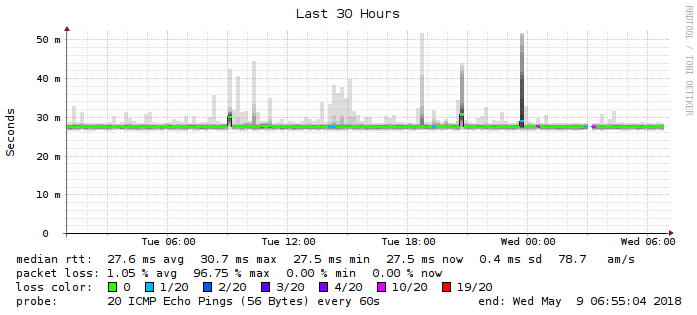 Last 30 Hours
RRDTOOL / TOBI OETIKER
Seconds
50 m
40 m
30 m
20 m
10 m
0
Tue 06:00 Tue 12:00 Tue 18:00 Wed 00:00 Wed 06:00
median rtt: 27.6 ms avg 30.7 ms max 27.5 ms min 27.5 ms now 0.4 ms sd 78.7 am/s
packet loss: 1.05 % avg 96.75 % max 0.00 % min 0.00 % now
loss color: 0 1/20 2/20 3/20 4/20 10/20 19/20
probe: 20 ICMP Echo Pings (56 Bytes) every 60s end: Wed May 9 06:55:04 2018